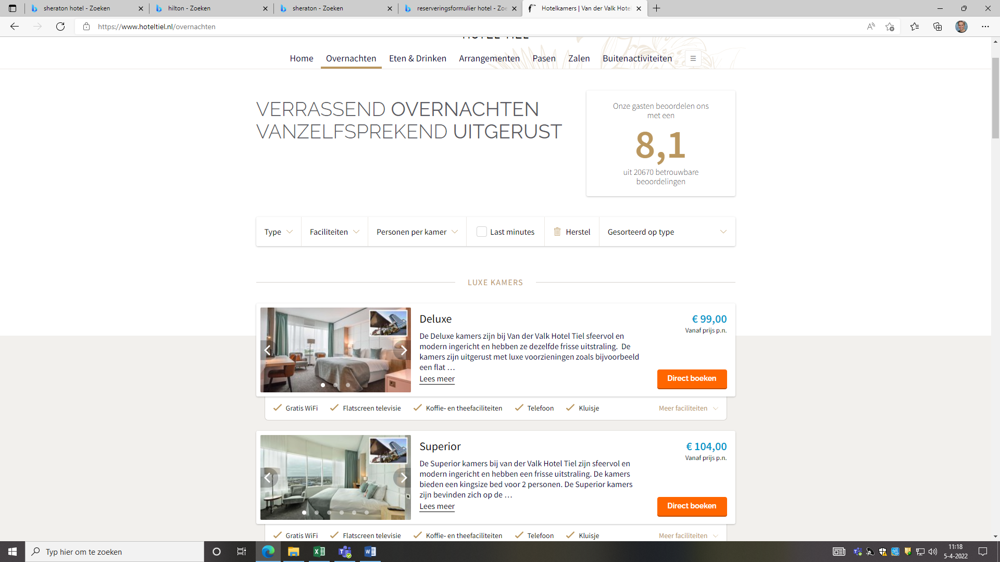 sheraton hotel - Zoeken
hilton - Zoeken
sheraton - Zoeken
reserveringsformulier hotel - Zoe
Hotelkamers | Van der Valk Hote
https://www.hoteltiel.nl/overnachten
HOTEL TIEL
Home Overnachten Eten & Drinken Arrangementen Pasen Zalen Buitenactiviteiten
VERRASSEND OVERNACHTEN
VANZELFSPREKEND UITGERUST
Onze gasten beoordelen ons
met een
8,1
uit 20670 betrouwbare
beoordelingen
Type Faciliteiten Personen per kamer Last minutes Herstel Gesorteerd op type
LUXE KAMERS
Deluxe
De Deluxe kamers zijn bij Van der Valk Hotel Tiel sfeervol en
modern ingericht en hebben ze dezelfde frisse uitstraling. De
kamers zijn uitgerust met luxe voorzieningen zoals bijvoorbeeld
een flat …
Lees meer
€ 99,00
Vanaf prijs p.n.
Direct boeken
Gratis WiFi Flatscreen televisie Koffie- en theefaciliteiten Telefoon Kluisje Meer faciliteiten
Superior
De Superior kamers bij van der Valk Hotel Tiel zijn sfeervol en
modern ingericht en hebben een frisse uitstraling. De kamers
bieden een kingsize bed voor 2 personen. De Superior kamers
zijn bevinden zich op de …
Lees meer
€ 104,00
Vanaf prijs p.n.
Direct boeken
Gratis WiFi Flatscreen televisie Koffie- en theefaciliteiten Telefoon Kluisje Meer faciliteiten
Typ hier om te zoeken
11:18
5-4-2022